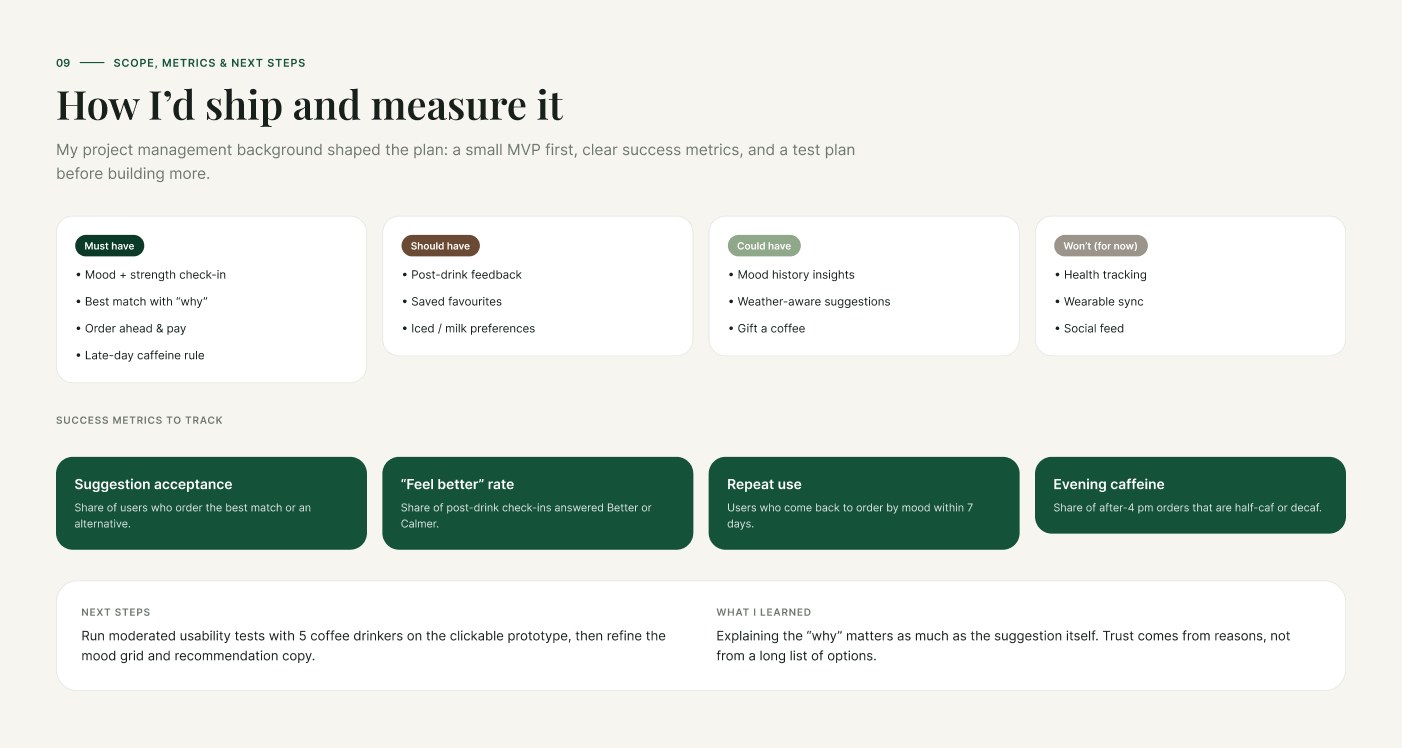 09 — SCOPE, METRICS & NEXT STEPS
How I’d ship and measure it
My project management background shaped the plan: a small MVP first, clear success metrics, and a test plan
before building more.
Must have
• Mood + strength check-in
• Best match with “why”
• Order ahead & pay
• Late-day caffeine rule
Should have
• Post-drink feedback
• Saved favourites
• Iced / milk preferences
Could have
• Mood history insights
• Weather-aware suggestions
• Gift a coffee
Won’t (for now)
• Health tracking
• Wearable sync
• Social feed
SUCCESS METRICS TO TRACK
Suggestion acceptance
Share of users who order the best match or an
alternative.
“Feel better” rate
Share of post-drink check-ins answered Better or
Calmer.
Repeat use
Users who come back to order by mood within 7
days.
Evening caffeine
Share of after-4 pm orders that are half-caf or decaf.
NEXT STEPS
Run moderated usability tests with 5 coffee drinkers on the clickable prototype, then refine the
mood grid and recommendation copy.
WHAT I LEARNED
Explaining the “why” matters as much as the suggestion itself. Trust comes from reasons, not
from a long list of options.